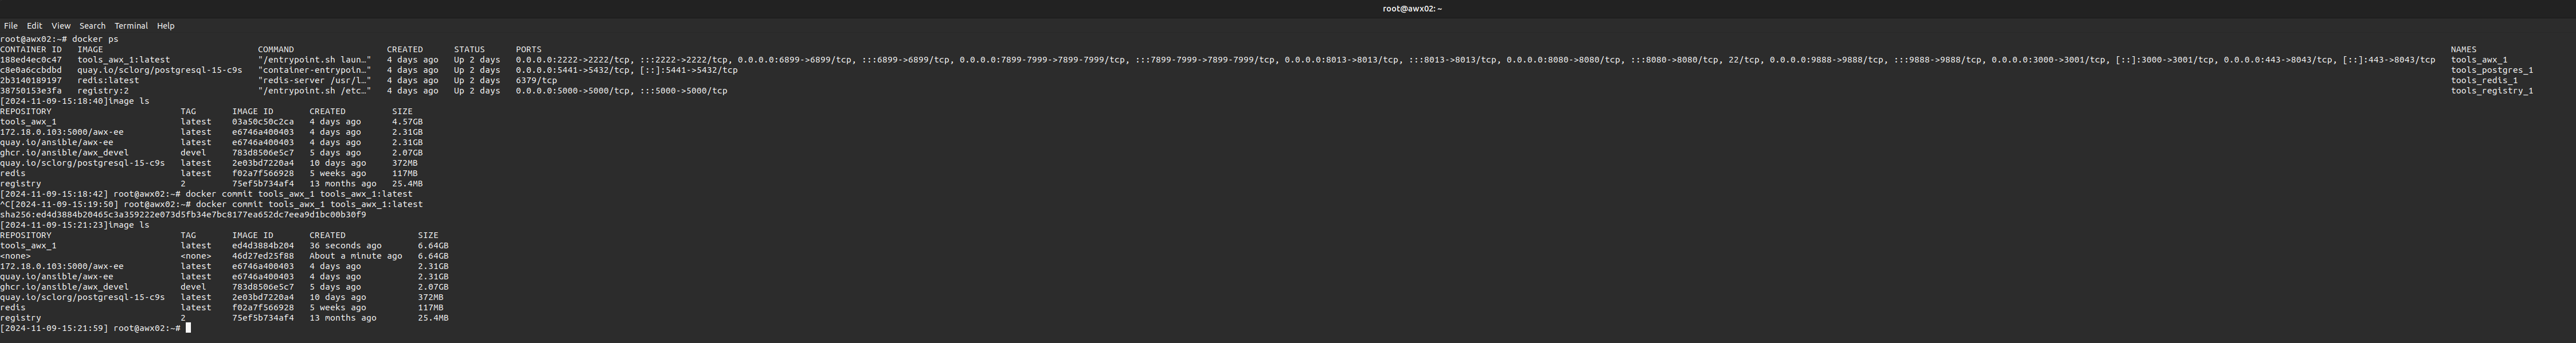 root@awx02: ~
File Edit View Search Terminal Help
root@awx02:~# docker ps
CONTAINER ID   IMAGE                 COMMAND                  CREATED      STATUS      PORTS   NAMES
188ed4ec0c47   tools_awx_1:latest   "/entrypoint.sh laun…"   4 days ago   Up 2 days   0.0.0.0:2222->2222/tcp, :::2222->2222/tcp, 0.0.0.0:6899->6899/tcp, :::6899->6899/tcp, 0.0.0.0:7899-7999->7899-7999/tcp, :::7899-7999->7899-7999/tcp, 0.0.0.0:8013->8013/tcp, :::8013->8013/tcp, 0.0.0.0:8080->8080/tcp, :::8080->8080/tcp, 22/tcp, 0.0.0.0:9888->9888/tcp, :::9888->9888/tcp, 0.0.0.0:3000->3001/tcp, [::]:3000->3001/tcp, 0.0.0.0:443->8043/tcp, [::]:443->8043/tcp   tools_awx_1
c8e0a6ccbdbd   quay.io/sclorg/postgresql-15-c9s   "container-entrypoin…"   4 days ago   Up 2 days   0.0.0.0:5441->5432/tcp, [::]:5441->5432/tcp   tools_postgres_1
2b3140189197   redis:latest   "redis-server /usr/l…"   4 days ago   Up 2 days   6379/tcp   tools_redis_1
38750153e3fa   registry:2   "/entrypoint.sh /etc…"   4 days ago   Up 2 days   0.0.0.0:5000->5000/tcp, :::5000->5000/tcp   tools_registry_1
[2024-11-09-15:18:40]image ls
REPOSITORY   TAG   IMAGE ID   CREATED   SIZE
tools_awx_1   latest   03a50c50c2ca   4 days ago   4.57GB
172.18.0.103:5000/awx-ee   latest   e6746a400403   4 days ago   2.31GB
quay.io/ansible/awx-ee   latest   e6746a400403   4 days ago   2.31GB
ghcr.io/ansible/awx_devel   devel   783d8506e5c7   5 days ago   2.07GB
quay.io/sclorg/postgresql-15-c9s   latest   2e03bd7220a4   10 days ago   372MB
redis   latest   f02a7f566928   5 weeks ago   117MB
registry   2   75ef5b734af4   13 months ago   25.4MB
[2024-11-09-15:18:42] root@awx02:~# docker commit tools_awx_1 tools_awx_1:latest
^C[2024-11-09-15:19:50] root@awx02:~# docker commit tools_awx_1 tools_awx_1:latest
sha256:ed4d3884b20465c3a359222e073d5fb34e7bc8177ea652dc7eea9d1bc00b30f9
[2024-11-09-15:21:23]image ls
REPOSITORY   TAG   IMAGE ID   CREATED   SIZE
tools_awx_1   latest   ed4d3884b204   36 seconds ago   6.64GB
<none>   <none>   46d27ed25f88   About a minute ago   6.64GB
172.18.0.103:5000/awx-ee   latest   e6746a400403   4 days ago   2.31GB
quay.io/ansible/awx-ee   latest   e6746a400403   4 days ago   2.31GB
ghcr.io/ansible/awx_devel   devel   783d8506e5c7   5 days ago   2.07GB
quay.io/sclorg/postgresql-15-c9s   latest   2e03bd7220a4   10 days ago   372MB
redis   latest   f02a7f566928   5 weeks ago   117MB
registry   2   75ef5b734af4   13 months ago   25.4MB
[2024-11-09-15:21:59] root@awx02:~#